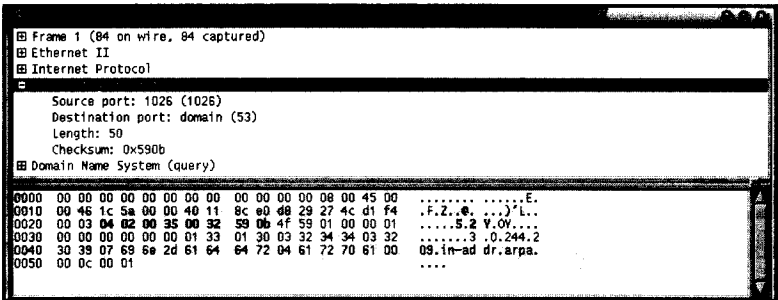 Frame 1 (84 on wire, 84 captured)
Ethernet II
Internet Protocol
Source port: 1026 (1026)
Destination port: domain (53)
Length: 50
Checksum: 0x590b
Domain Name System (query)
0000 00 00 00 00 00 00 00 00 00 00 00 00 08 00 45 00 ........ ......E.
0010 00 46 1c 5a 00 00 40 11 8c e0 d8 29 27 4c d1 f4 .F.Z..@. ...)'L..
0020 00 03 04 02 00 35 00 32 59 0b 4f 59 01 00 00 01 .....5.2 Y.OY....
0030 00 00 00 00 00 00 01 33 01 30 03 32 34 34 03 32 .......3 .0.244.2
0040 30 39 07 69 6e 2d 61 64 64 72 04 61 72 70 61 00 09.in-ad dr.arpa.
0050 00 0c 00 01 ....